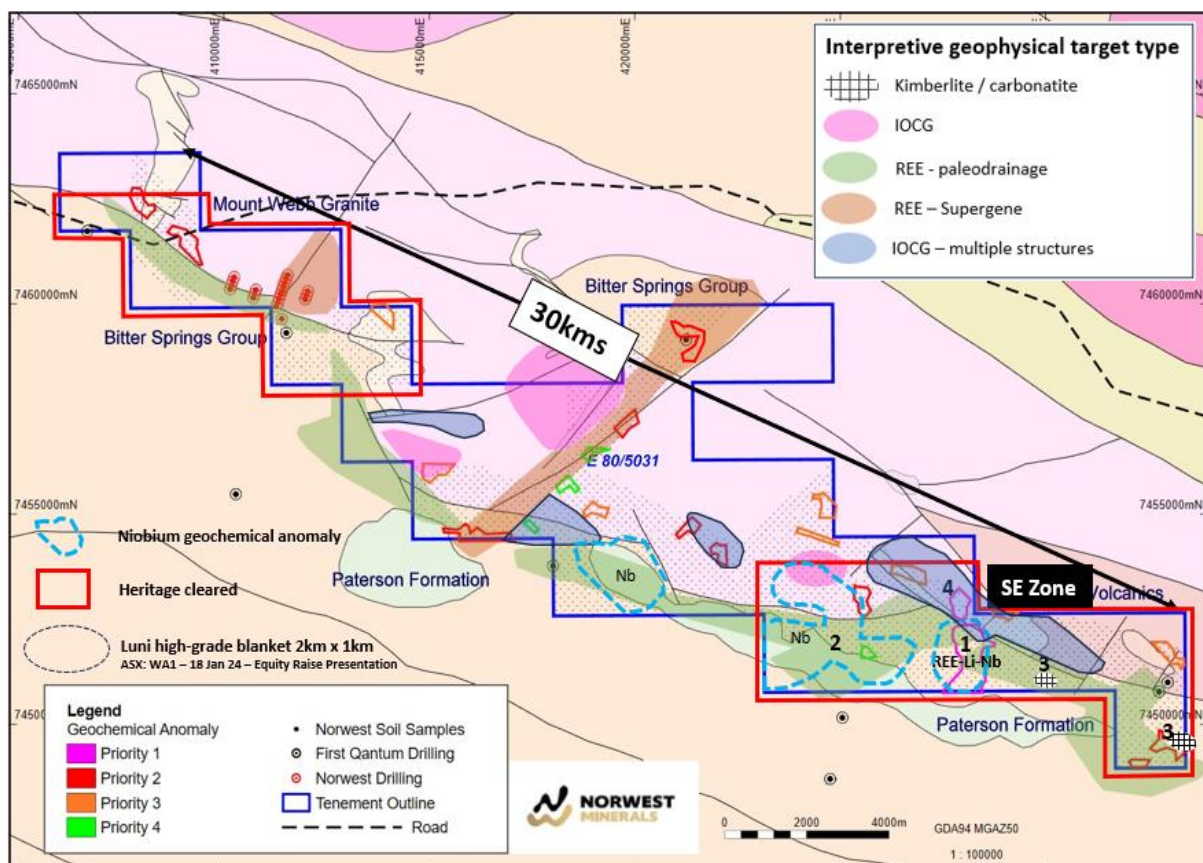 410000mE
415000mE
420000mE
7465000mN
Interpretive geophysical target type
Kimberlite / carbonatite
IOCG
REE - paleodrainage
REE – Supergene
IOCG – multiple structures
Mount Webb Granite
Bitter Springs Group
7460000mN
7460000mN
30kms
Bitter Springs Group
E 80/5031
7455000mN
7455000mN
Niobium geochemical anomaly
Paterson Formation
Nb
Heritage cleared
4
SE Zone
Volcanics
Luni high-grade blanket 2km x 1km
ASX: WA1 – 18 Jan 24 – Equity Raise Presentation
Nb
2
1
REE-Li-Nb
3
Paterson Formation
3
7450000mN
Legend
Geochemical Anomaly
Priority 1
Priority 2
Priority 3
Priority 4
Norwest Soil Samples
First Qantum Drilling
Norwest Drilling
Tenement Outline
Road
NORWEST
MINERALS
0 2000 4000m
GDA94 MGAZ50
1 : 100000